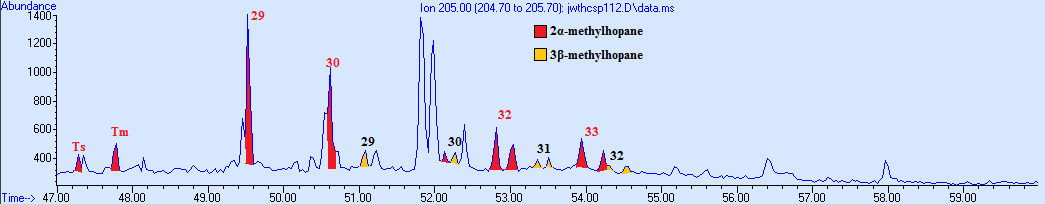 Abundance
Ion 205.00 (204.70 to 205.70): jwthcsp112.D\data.ms
1400
1200
1000
800
600
400
29
2α-methylhopane
3β-methylhopane
30
Ts
Tm
29
30
32
31
33
32
Time-->
47.00 48.00 49.00 50.00 51.00 52.00 53.00 54.00 55.00 56.00 57.00 58.00 59.00